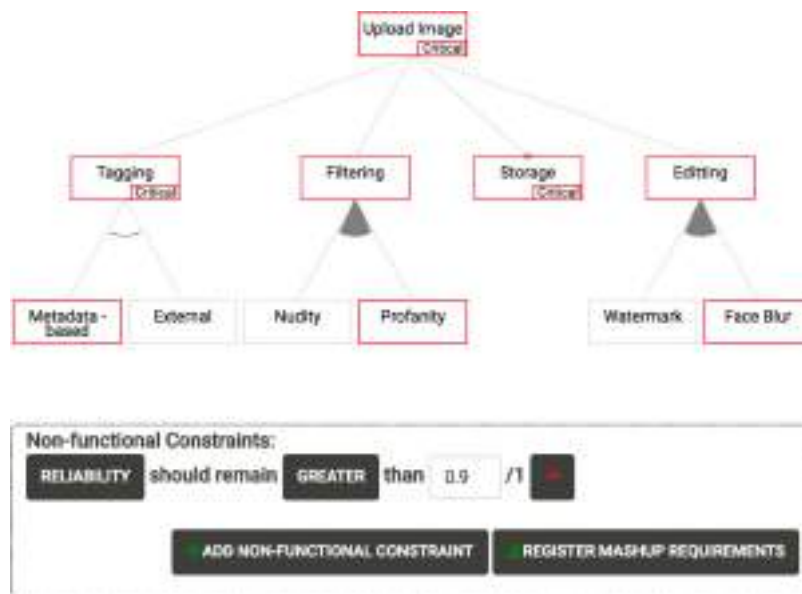 Upload Image
Critical
Tagging
Critical
Filtering
Storage
Critical
Editting
Metadata -
based
External
Nudity
Profanity
Watermark
Face Blur
Non-functional Constraints:
RELIABILITY should remain GREATER than 0.9 /1
ADD NON-FUNCTIONAL CONSTRAINT REGISTER MASHUP REQUIREMENTS